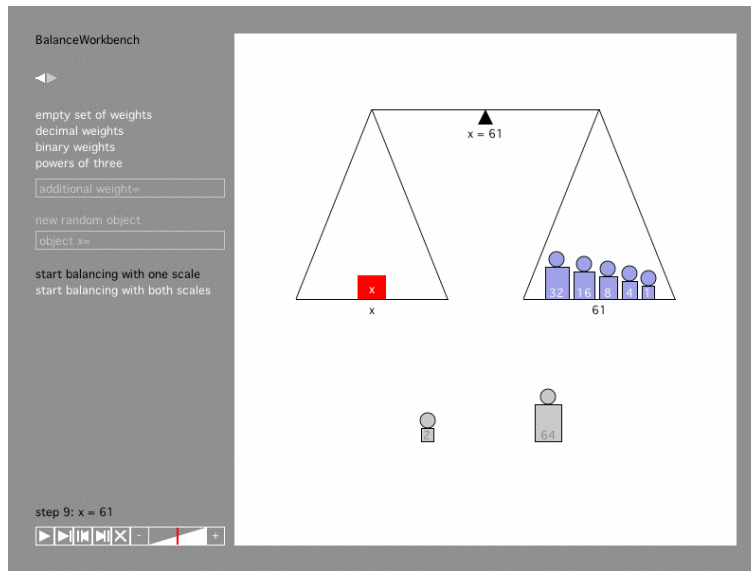 BalanceWorkbench
empty set of weights
decimal weights
binary weights
powers of three
additional weight=
new random object
object x=
start balancing with one scale
start balancing with both scales
x = 61
x
32 16 8 4 1
x
61
2
64
step 9: x = 61
- +